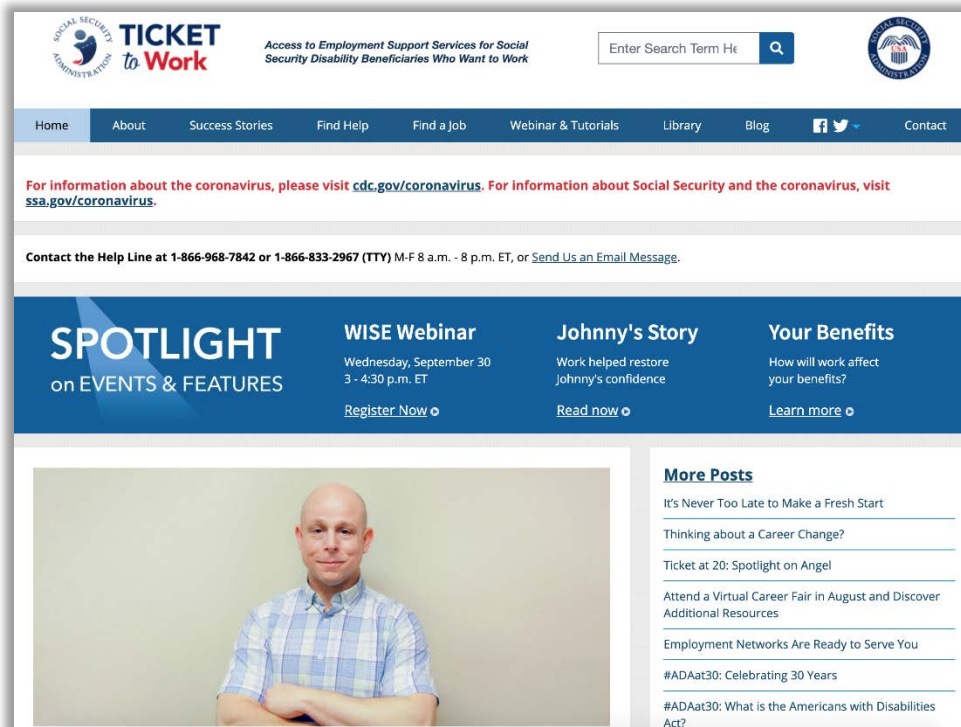 SOCIAL SECURITY ADMINISTRATION
TICKET
to Work
Access to Employment Support Services for Social
Security Disability Beneficiaries Who Want to Work
Enter Search Term He
SOCIAL SECURITY ADMINISTRATION
USA
Home About Success Stories Find Help Find a Job Webinar & Tutorials Library Blog Contact
For information about the coronavirus, please visit cdc.gov/coronavirus. For information about Social Security and the coronavirus, visit
ssa.gov/coronavirus.
Contact the Help Line at 1-866-968-7842 or 1-866-833-2967 (TTY) M-F 8 a.m. - 8 p.m. ET, or Send Us an Email Message.
SPOTLIGHT
on EVENTS & FEATURES
WISE Webinar
Wednesday, September 30
3 - 4:30 p.m. ET
Register Now
Johnny's Story
Work helped restore
Johnny's confidence
Read now
Your Benefits
How will work affect
your benefits?
Learn more
More Posts
It's Never Too Late to Make a Fresh Start
Thinking about a Career Change?
Ticket at 20: Spotlight on Angel
Attend a Virtual Career Fair in August and Discover
Additional Resources
Employment Networks Are Ready to Serve You
#ADAat30: Celebrating 30 Years
#ADAat30: What is the Americans with Disabilities
Act?